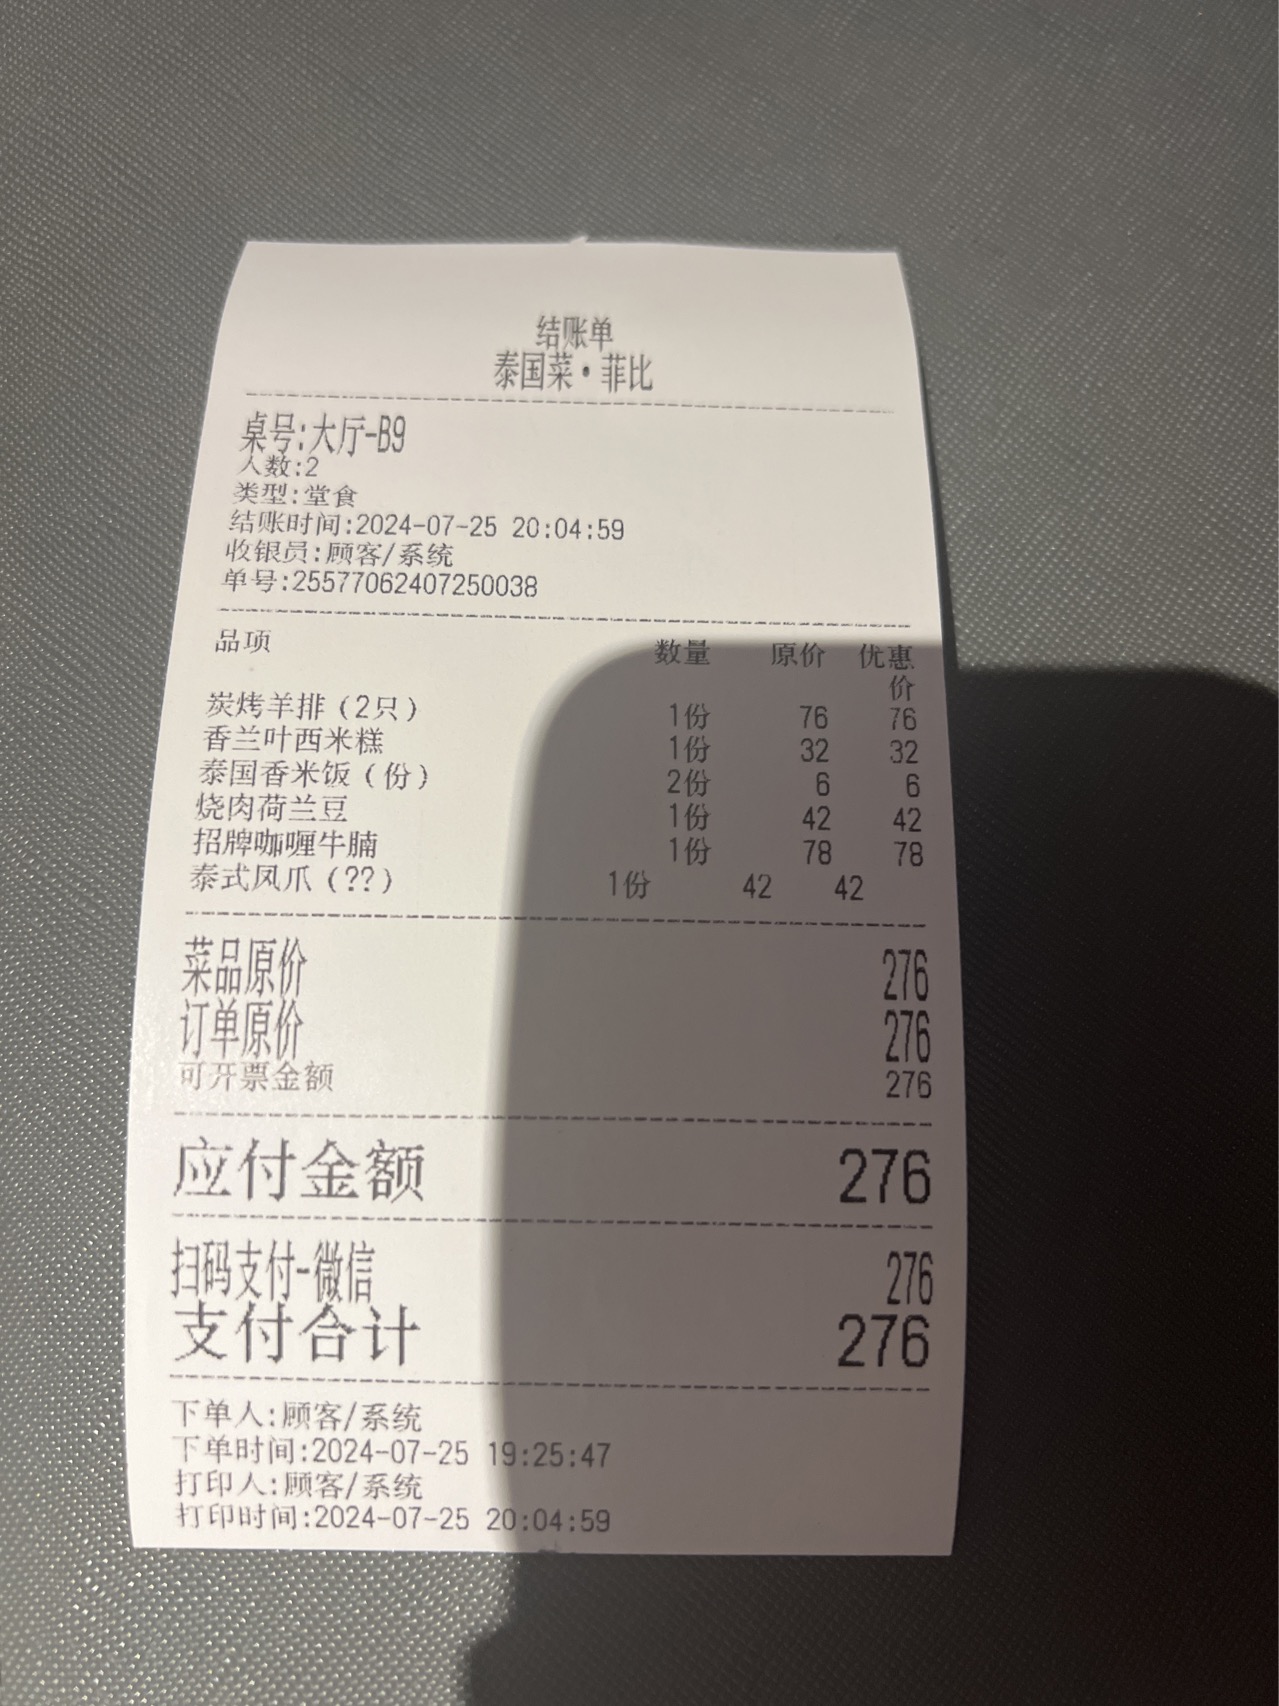 结账单
泰国菜·菲比
桌号:大厅-B9
人数:2
类型:堂食
结账时间:2024-07-25 20:04:59
收银员:顾客/系统
单号:25577062407250038
品项 数量 原价 优惠
价
炭烤羊排(2只) 1份 76 76
香兰叶西米糕 1份 32 32
泰国香米饭(份) 2份 6 6
烧肉荷兰豆 1份 42 42
招牌咖喱牛腩 1份 78 78
泰式凤爪(??) 1份 42 42
菜品原价 276
订单原价 276
可开票金额 276
应付金额 276
扫码支付-微信 276
支付合计 276
下单人:顾客/系统
下单时间:2024-07-25 19:25:47
打印人:顾客/系统
打印时间:2024-07-25 20:04:59